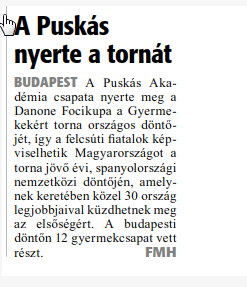 A Puskás
nyerte a tornát
BUDAPEST A Puskás Aka-
démia csapata nyerte meg a
Danone Focikupa a Gyerme-
kekért torna országos döntő-
jét, így a felcsúti fiatalok kép-
viselhetik Magyarországot a
torna jövő évi, spanyolországi
nemzetközi döntőjén, amely-
nek keretében közel 30 ország
legjobbjaival küzdhetnek meg
az elsőségért. A budapesti
döntőn 12 gyermekcsapat vett
részt. FMH